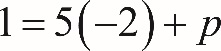 1 = 5(−2) + p